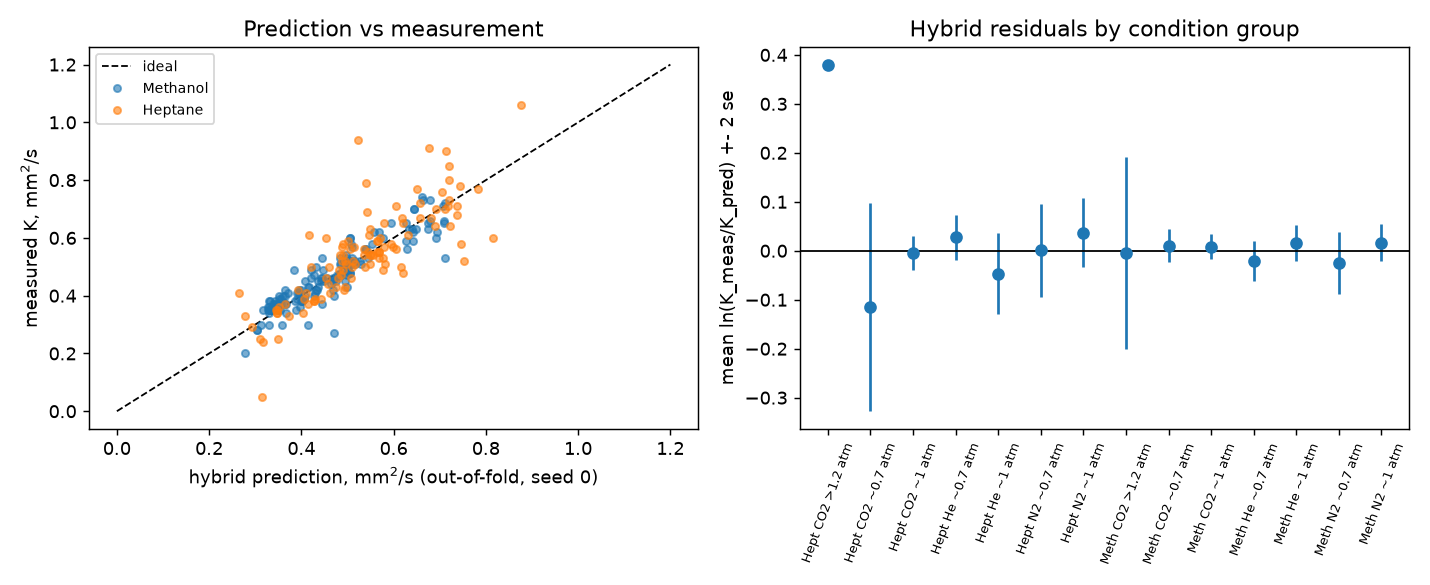 Prediction vs measurement
1.2
1.0
0.8
0.6
0.4
0.2
0.0
measured K, mm²/s
ideal
Methanol
Heptane
0.0 0.2 0.4 0.6 0.8 1.0 1.2
hybrid prediction, mm²/s (out-of-fold, seed 0)
Hybrid residuals by condition group
0.4
0.3
0.2
0.1
0.0
−0.1
−0.2
−0.3
mean ln(K_meas/K_pred) +- 2 se
Hept CO2 >1.2 atm
Hept CO2 ~0.7 atm
Hept CO2 ~1 atm
Hept He ~0.7 atm
Hept He ~1 atm
Hept N2 ~0.7 atm
Hept N2 ~1 atm
Meth CO2 >1.2 atm
Meth CO2 ~0.7 atm
Meth CO2 ~1 atm
Meth He ~0.7 atm
Meth He ~1 atm
Meth N2 ~0.7 atm
Meth N2 ~1 atm